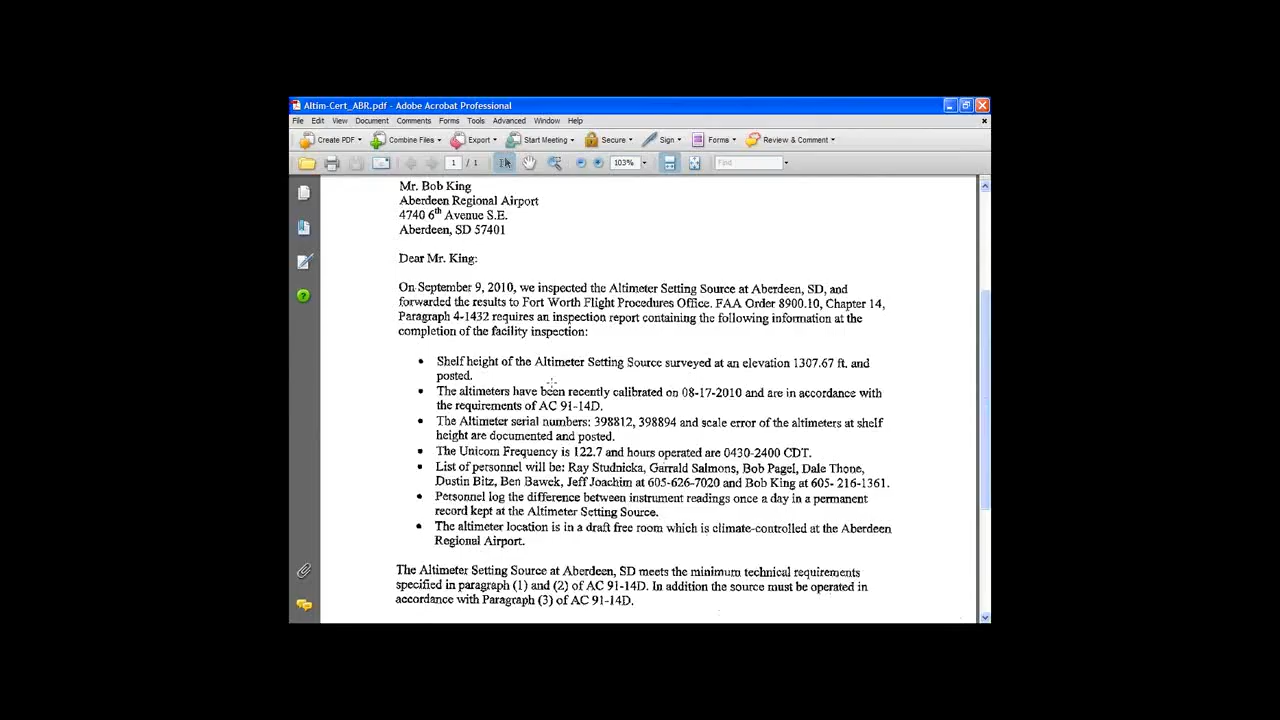 Altim-Cert_ABR.pdf - Adobe Acrobat Professional
File Edit View Document Comments Forms Tools Advanced Window Help
Create PDF Combine Files Export Start Meeting Secure Sign Forms Review & Comment
1 / 1 103% Find
Mr. Bob King
Aberdeen Regional Airport
4740 6th Avenue S.E.
Aberdeen, SD 57401
Dear Mr. King:
On September 9, 2010, we inspected the Altimeter Setting Source at Aberdeen, SD, and
forwarded the results to Fort Worth Flight Procedures Office. FAA Order 8900.10, Chapter 14,
Paragraph 4-1432 requires an inspection report containing the following information at the
completion of the facility inspection:
• Shelf height of the Altimeter Setting Source surveyed at an elevation 1307.67 ft. and
posted.
• The altimeters have been recently calibrated on 08-17-2010 and are in accordance with
the requirements of AC 91-14D.
• The Altimeter serial numbers: 398812, 398894 and scale error of the altimeters at shelf
height are documented and posted.
• The Unicom Frequency is 122.7 and hours operated are 0430-2400 CDT.
• List of personnel will be: Ray Studnicka, Garrald Salmons, Bob Pagel, Dale Thone,
Dustin Bitz, Ben Bawek, Jeff Joachim at 605-626-7020 and Bob King at 605- 216-1361.
• Personnel log the difference between instrument readings once a day in a permanent
record kept at the Altimeter Setting Source.
• The altimeter location is in a draft free room which is climate-controlled at the Aberdeen
Regional Airport.
The Altimeter Setting Source at Aberdeen, SD meets the minimum technical requirements
specified in paragraph (1) and (2) of AC 91-14D. In addition the source must be operated in
accordance with Paragraph (3) of AC 91-14D.